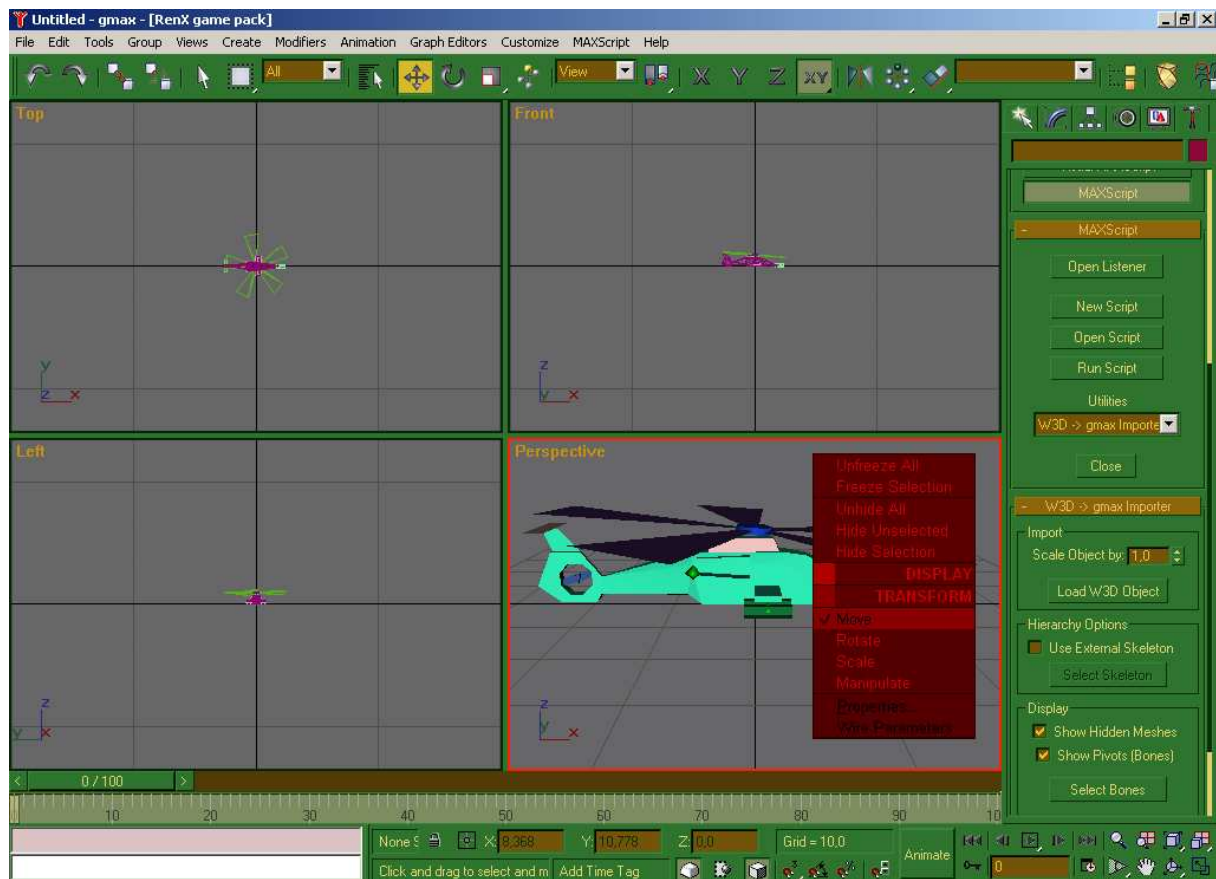 Untitled - gmax - [RenX game pack]
File Edit Tools Group Views Create Modifiers Animation Graph Editors Customize MAXScript Help
All View X Y Z XY
Top
Front
y
z x
z
y x
MAXScript
- MAXScript
Open Listener
New Script
Open Script
Run Script
Utilities
W3D -> gmax Importe
Close
Left
z
y x
Perspective
z
y x
Unfreeze All
Freeze Selection
Unhide All
Hide Unselected
Hide Selection
DISPLAY
TRANSFORM
Move
Rotate
Scale
Manipulate
Properties...
Wire Parameters
- W3D -> gmax Importer
Import
Scale Object by: 1,0
Load W3D Object
Hierarchy Options
Use External Skeleton
Select Skeleton
Display
Show Hidden Meshes
Show Pivots (Bones)
Select Bones
< 0 / 100 >
10 20 30 40 50 60 70 80 90 10
None S X: 8,368 Y: 10,778 Z: 0,0 Grid = 10,0
Animate 0
Click and drag to select and m Add Time Tag